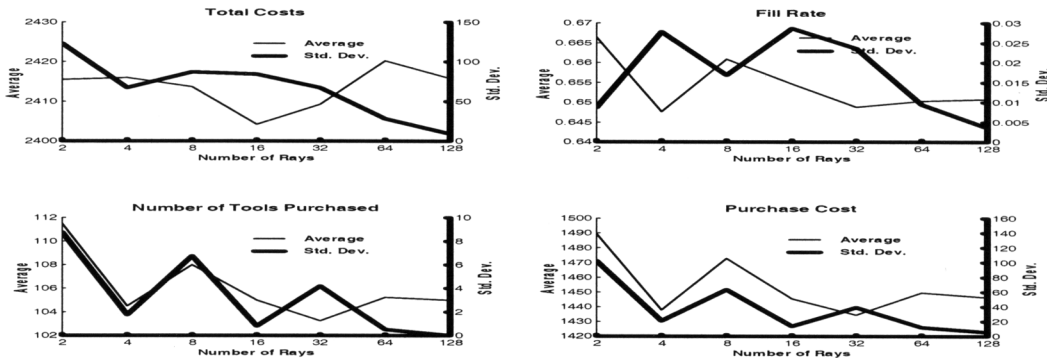 Total Costs
2430
2420
2410
2400
Average
150
100
50
0
Std. Dev.
Average
Std. Dev.
2 4 8 16 32 64 128
Number of Rays
Fill Rate
0.67
0.665
0.66
0.655
0.65
0.645
0.64
Average
0.03
0.025
0.02
0.015
0.01
0.005
0
Std. Dev.
Average
Std. Dev.
2 4 8 16 32 64 128
Number of Rays
Number of Tools Purchased
112
110
108
106
104
102
Average
10
8
6
4
2
0
Std. Dev.
Average
Std. Dev.
2 4 8 16 32 64 128
Number of Rays
Purchase Cost
1500
1490
1480
1470
1460
1450
1440
1430
1420
Average
160
140
120
100
80
60
40
20
0
Std. Dev.
Average
Std. Dev.
2 4 8 16 32 64 128
Number of Rays